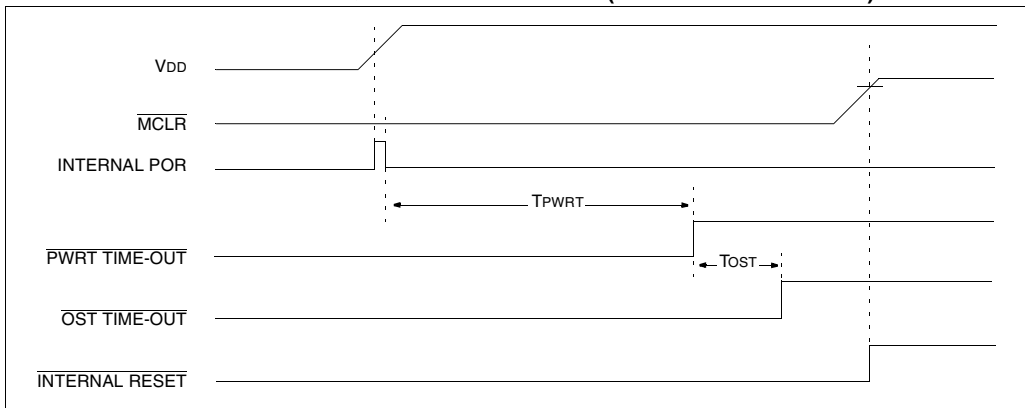 VDD
MCLR
INTERNAL POR
TPWRT
PWRT TIME-OUT
TOST
OST TIME-OUT
INTERNAL RESET